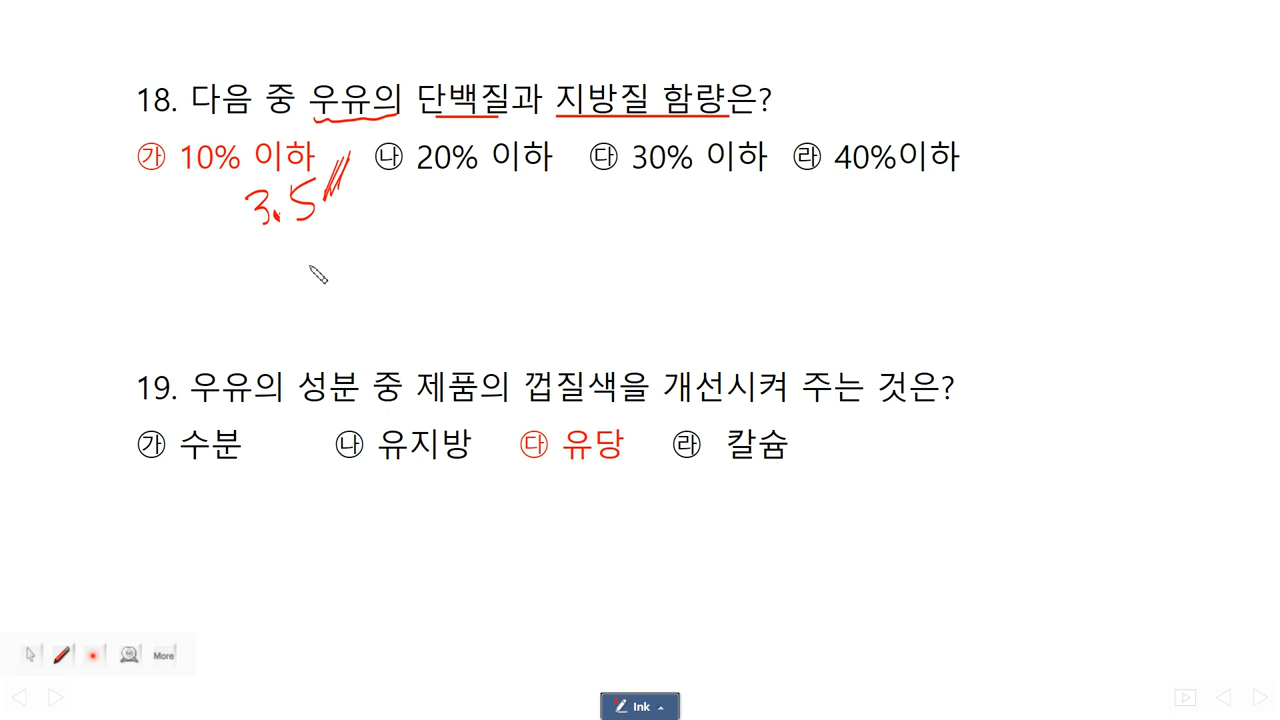 18. 다음 중 우유의 단백질과 지방질 함량은?
㉮ 10% 이하 ㉯ 20% 이하 ㉰ 30% 이하 ㉱ 40%이하
3.5
19. 우유의 성분 중 제품의 껍질색을 개선시켜 주는 것은?
㉮ 수분 ㉯ 유지방 ㉰ 유당 ㉱ 칼슘
More
Ink